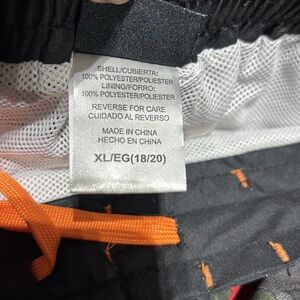 SHELL/CUBIERTA:
100% POLYESTER/POLIESTER
LINING/FORRO:
100% POLYESTER/POLIESTER
REVERSE FOR CARE
CUIDADO AL REVERSO
MADE IN CHINA
HECHO EN CHINA
XL/EG(18/20)